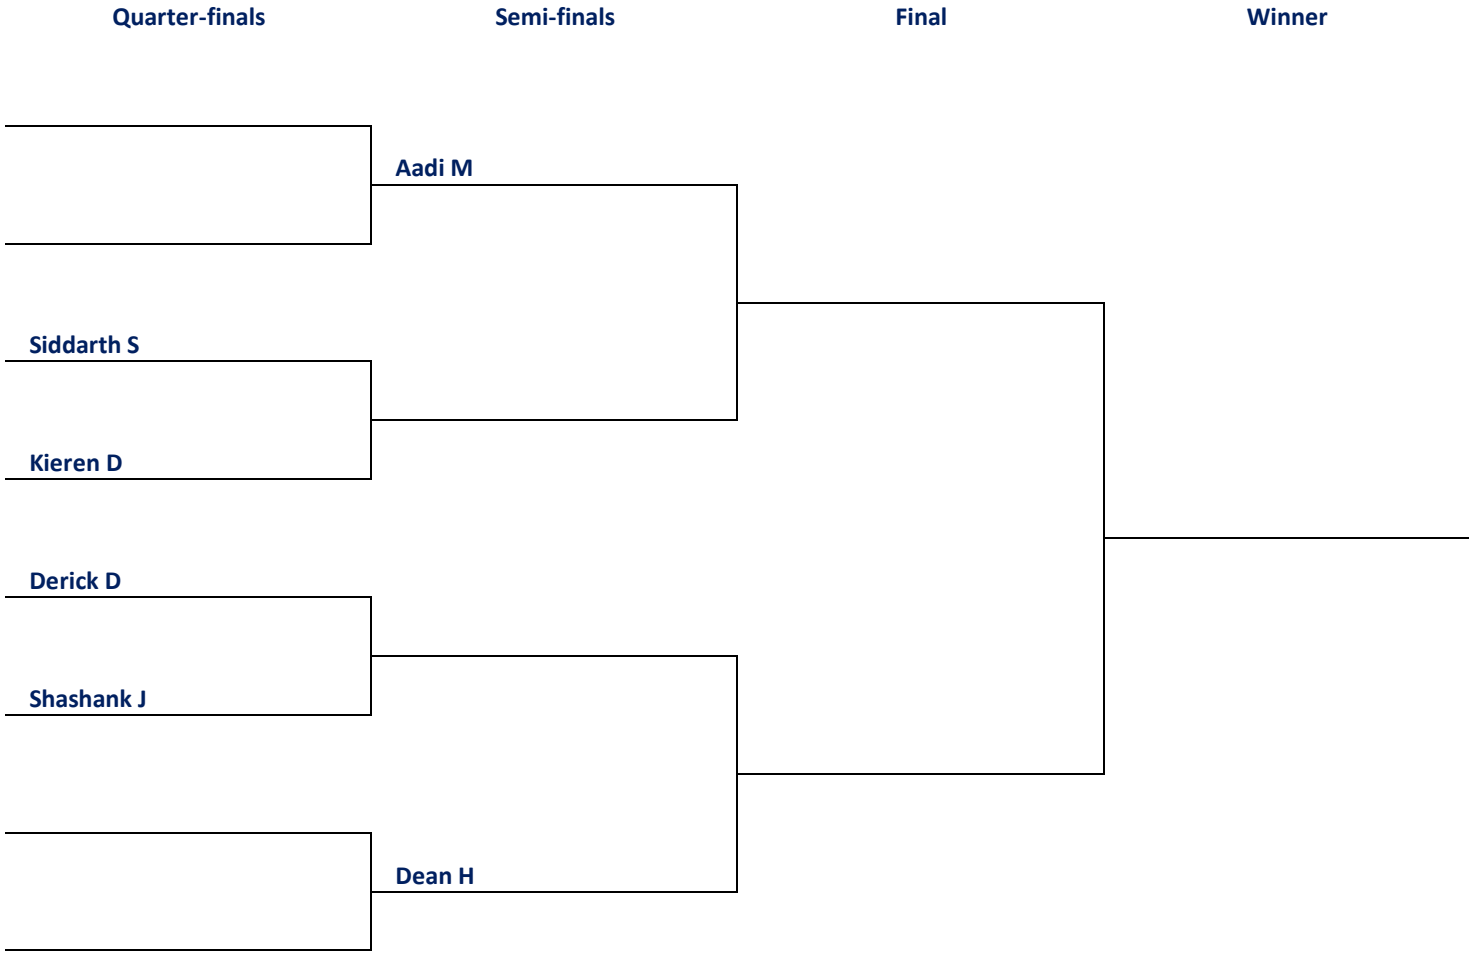 Quarter-finals Semi-finals Final Winner
Aadi M
Siddarth S
Kieren D
Derick D
Shashank J
Dean H